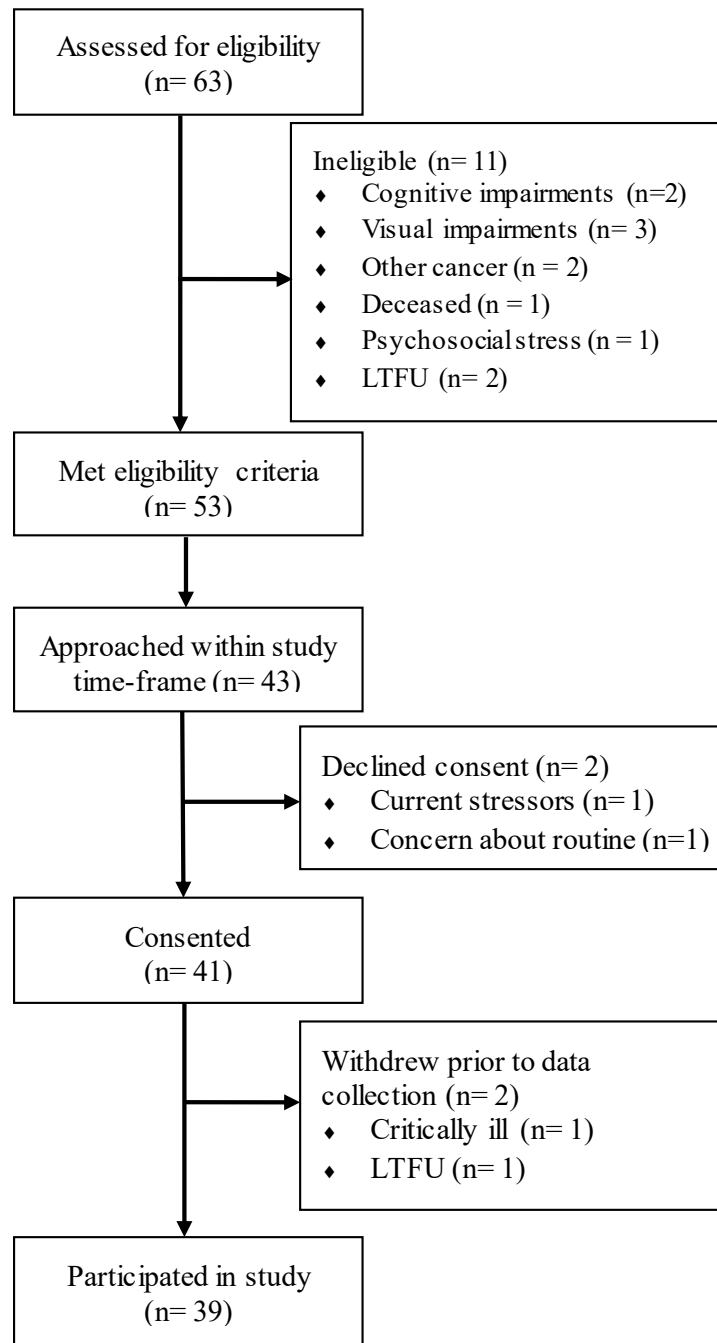 Assessed for eligibility
(n= 63)
Ineligible (n= 11)
♦ Cognitive impairments (n=2)
♦ Visual impairments (n= 3)
♦ Other cancer (n = 2)
♦ Deceased (n = 1)
♦ Psychosocial stress (n = 1)
♦ LTFU (n= 2)
Met eligibility criteria
(n= 53)
Approached within study
time-frame (n= 43)
Declined consent (n= 2)
♦ Current stressors (n= 1)
♦ Concern about routine (n=1)
Consented
(n= 41)
Withdrew prior to data
collection (n= 2)
♦ Critically ill (n= 1)
♦ LTFU (n= 1)
Participated in study
(n= 39)